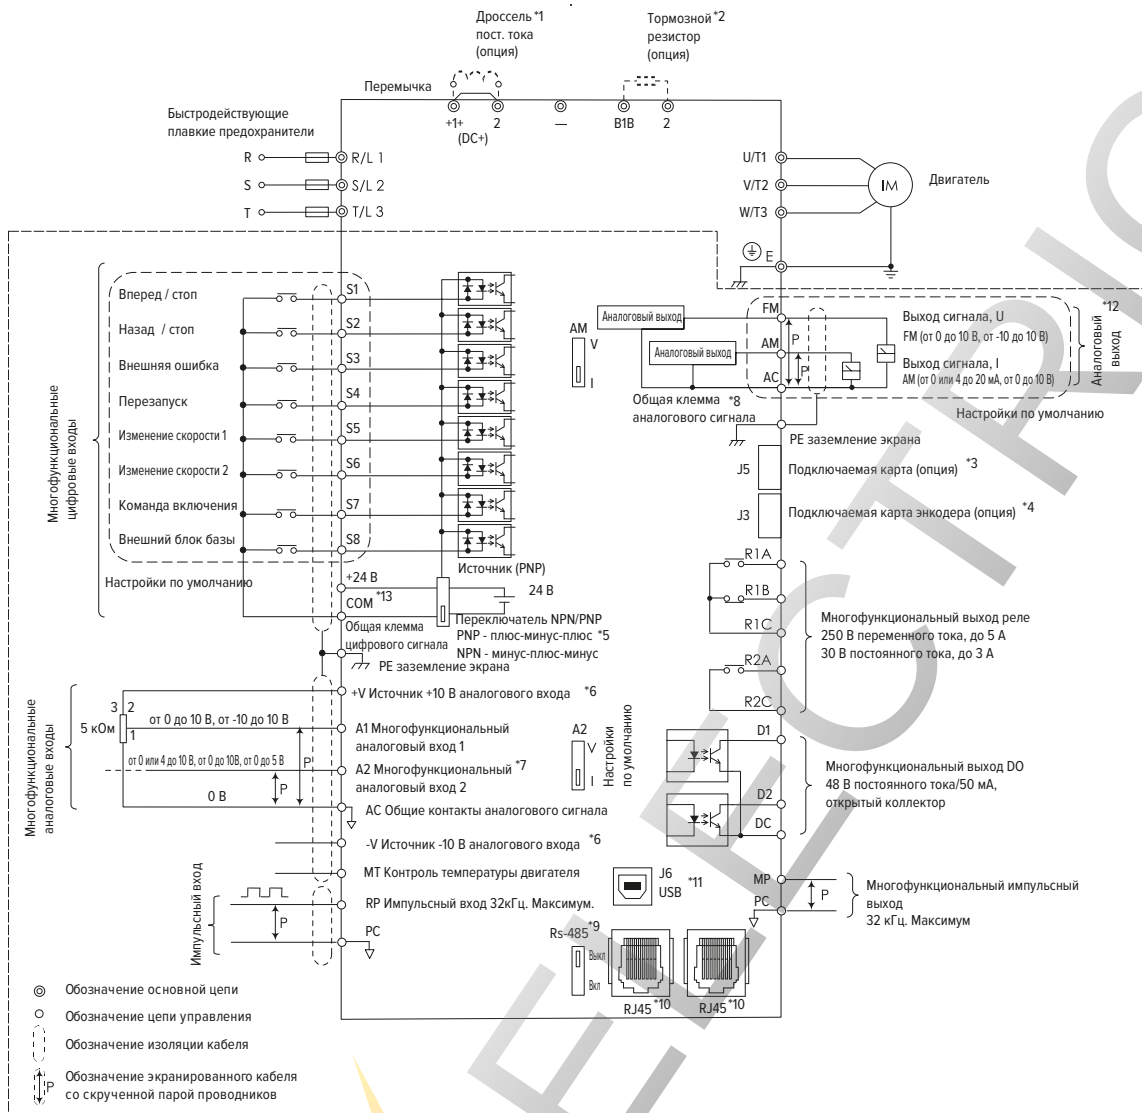 Дроссель *1
пост. тока
(опция)
Тормозной *2
резистор
(опция)
Перемычка
+1+
(DC+)
2
—
B1B
2
Быстродействующие
плавкие предохранители
R
R/L 1
S
S/L 2
T
T/L 3
U/T1
V/T2
W/T3
IM
Двигатель
E
Многофункциональные
цифровые входы
Вперед / стоп
S1
Назад / стоп
S2
Внешняя ошибка
S3
Перезапуск
S4
Изменение скорости 1
S5
Изменение скорости 2
S6
Команда включения
S7
Внешний блок базы
S8
Настройки по умолчанию
Источник (PNP)
+24 В
24 В
COM *13
Общая клемма
цифрового сигнала
Переключатель NPN/PNP
PNP - плюс-минус-плюс *5
NPN - минус-плюс-минус
PE заземление экрана
AM
V
I
Аналоговый выход
Аналоговый выход
FM
AM
AC
P
P
Общая клемма *8
аналогового сигнала
Выход сигнала, U
FM (от 0 до 10 В, от -10 до 10 В)
Выход сигнала, I
AM (от 0 или 4 до 20 мА, от 0 до 10 В)
Аналоговый
выход
*12
Настройки по умолчанию
PE заземление экрана
J5
Подключаемая карта (опция) *3
J3
Подключаемая карта энкодера (опция) *4
R1A
R1B
R1C
R2A
R2C
Многофункциональный выход реле
250 В переменного тока, до 5 А
30 В постоянного тока, до 3 А
Многофункциональные
аналоговые входы
+V Источник +10 В аналогового входа *6
3
2
5 кОм
1
от 0 до 10 В, от -10 до 10 В
A1 Многофункциональный
аналоговый вход 1
от 0 или 4 до 10 В, от 0 до 10В, от 0 до 5 В
P
P
A2 Многофункциональный *7
аналоговый вход 2
0 В
AC Общие контакты аналогового сигнала
-V Источник -10 В аналогового входа *6
MT Контроль температуры двигателя
A2
V
I
Настройки
по умолчанию
D1
D2
DC
Многофункциональный выход DO
48 В постоянного тока/50 мА,
открытый коллектор
Импульсный вход
P
RP Импульсный вход 32кГц. Максимум.
PC
J6
USB
*11
MP
PC
P
Многофункциональный импульсный
выход
32 кГц. Максимум
Rs-485 *9
Выкл
Вкл
RJ45 *10
RJ45 *10
Обозначение основной цепи
Обозначение цепи управления
Обозначение изоляции кабеля
P
Обозначение экранированного кабеля
со скрученной парой проводников
ELECTRIC